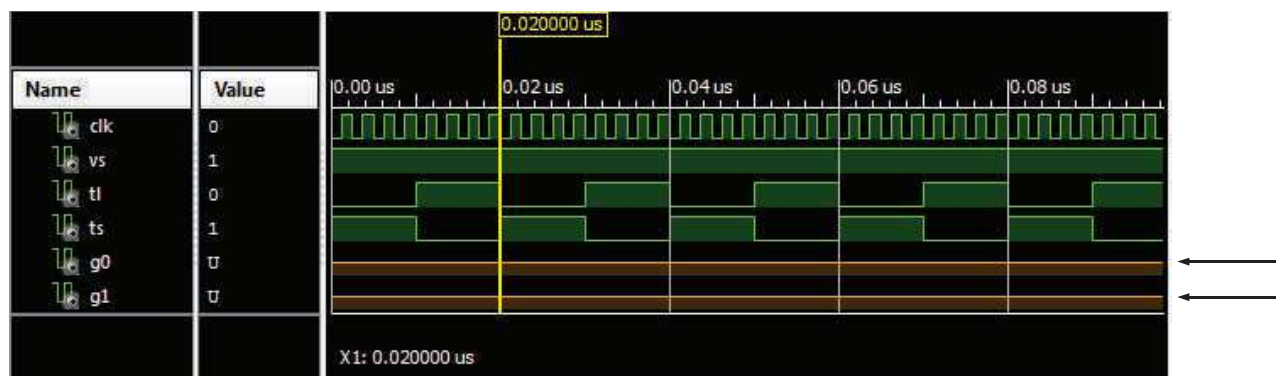 0.020000 us
Name Value 0.00 us 0.02 us 0.04 us 0.06 us 0.08 us
clk 0
vs 1
tl 0
ts 1
g0 U
g1 U
X1: 0.020000 us